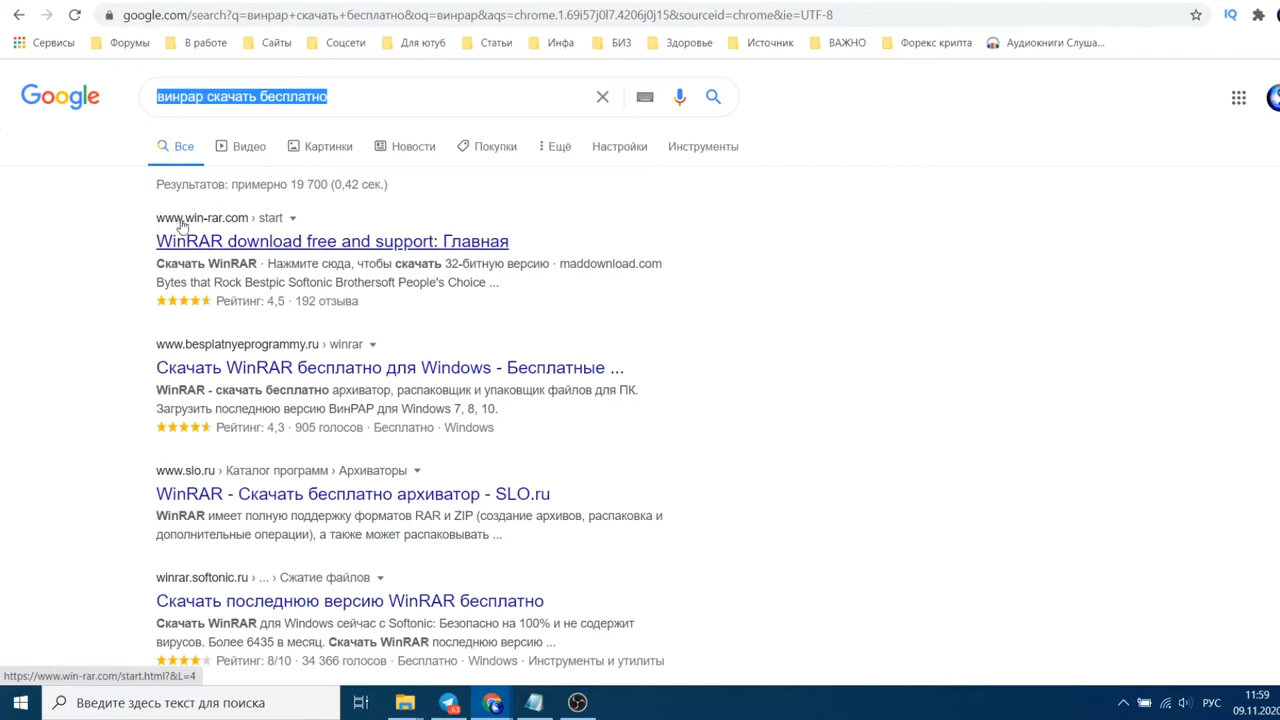 google.com/search?q=винрар+скачать+бесплатно&oq=винрар&aqs=chrome.1.69i57j0l7.4206j0j15&sourceid=chrome&ie=UTF-8
IQ
Сервисы Форумы В работе Сайты Соцсети Для ютуб Статьи Инфа БИЗ Здоровье Источник ВАЖНО Форекс крипта Аудиокниги Слуша...
Google
винрар скачать бесплатно
Все Видео Картинки Новости Покупки Ещё Настройки Инструменты
Результатов: примерно 19 700 (0,42 сек.)
www.win-rar.com › start
WinRAR download free and support: Главная
Скачать WinRAR · Нажмите сюда, чтобы скачать 32-битную версию · maddownload.com
Bytes that Rock Bestpic Softonic Brothersoft People's Choice ...
Рейтинг: 4,5 · 192 отзыва
www.besplatnyeprogrammy.ru › winrar
Скачать WinRAR бесплатно для Windows - Бесплатные ...
WinRAR - скачать бесплатно архиватор, распаковщик и упаковщик файлов для ПК.
Загрузить последнюю версию ВинРАР для Windows 7, 8, 10.
Рейтинг: 4,3 · 905 голосов · Бесплатно · Windows
www.slo.ru › Каталог программ › Архиваторы
WinRAR - Скачать бесплатно архиватор - SLO.ru
WinRAR имеет полную поддержку форматов RAR и ZIP (создание архивов, распаковка и
дополнительные операции), а также может распаковывать ...
winrar.softonic.ru › ... › Сжатие файлов
Скачать последнюю версию WinRAR бесплатно
Скачать WinRAR для Windows сейчас с Softonic: Безопасно на 100% и не содержит
вирусов. Более 6435 в месяц. Скачать WinRAR последнюю версию ...
Рейтинг: 8/10 · 34 366 голосов · Бесплатно · Windows · Инструменты и утилиты
https://www.win-rar.com/start.html?&L=4
Введите здесь текст для поиска
РУС
11:59
09.11.2020